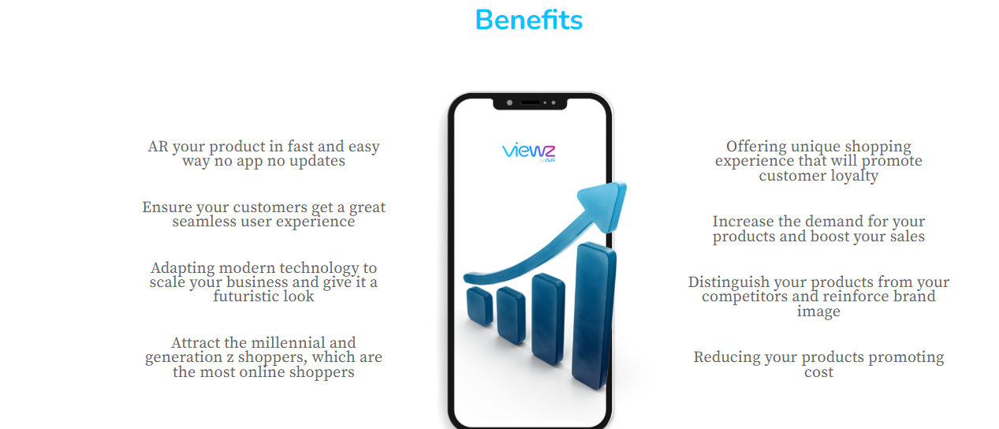 Benefits
AR your product in fast and easy
way no app no updates
Ensure your customers get a great
seamless user experience
Adapting modern technology to
scale your business and give it a
futuristic look
Attract the millennial and
generation z shoppers, which are
the most online shoppers
viewz
Offering unique shopping
experience that will promote
customer loyalty
Increase the demand for your
products and boost your sales
Distinguish your products from your
competitors and reinforce brand
image
Reducing your products promoting
cost